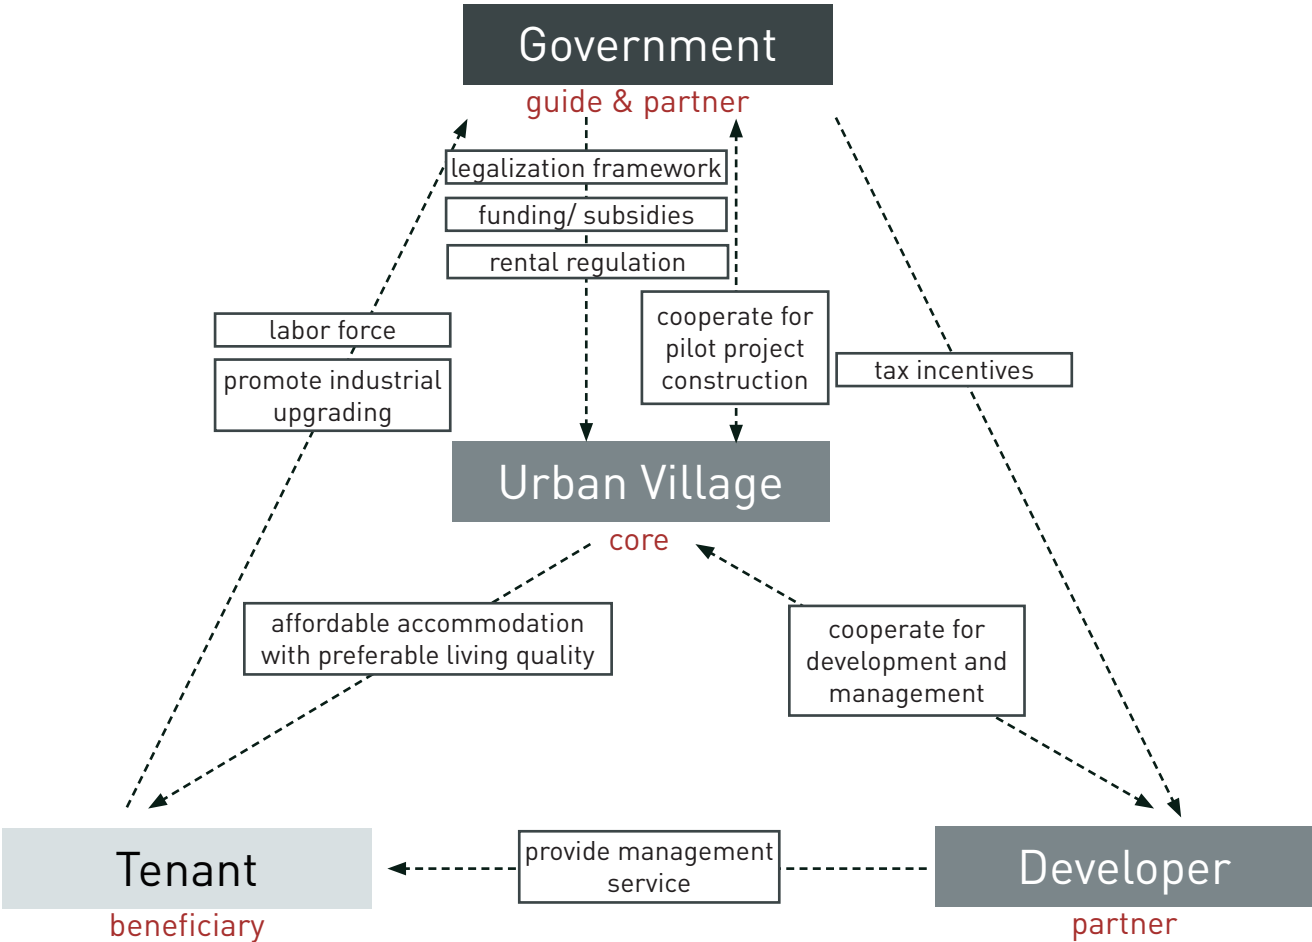 Government
guide & partner
legalization framework
funding/ subsidies
rental regulation
cooperate for
pilot project
construction
labor force
promote industrial
upgrading
tax incentives
Urban Village
core
affordable accommodation
with preferable living quality
cooperate for
development and
management
Tenant
beneficiary
provide management
service
Developer
partner